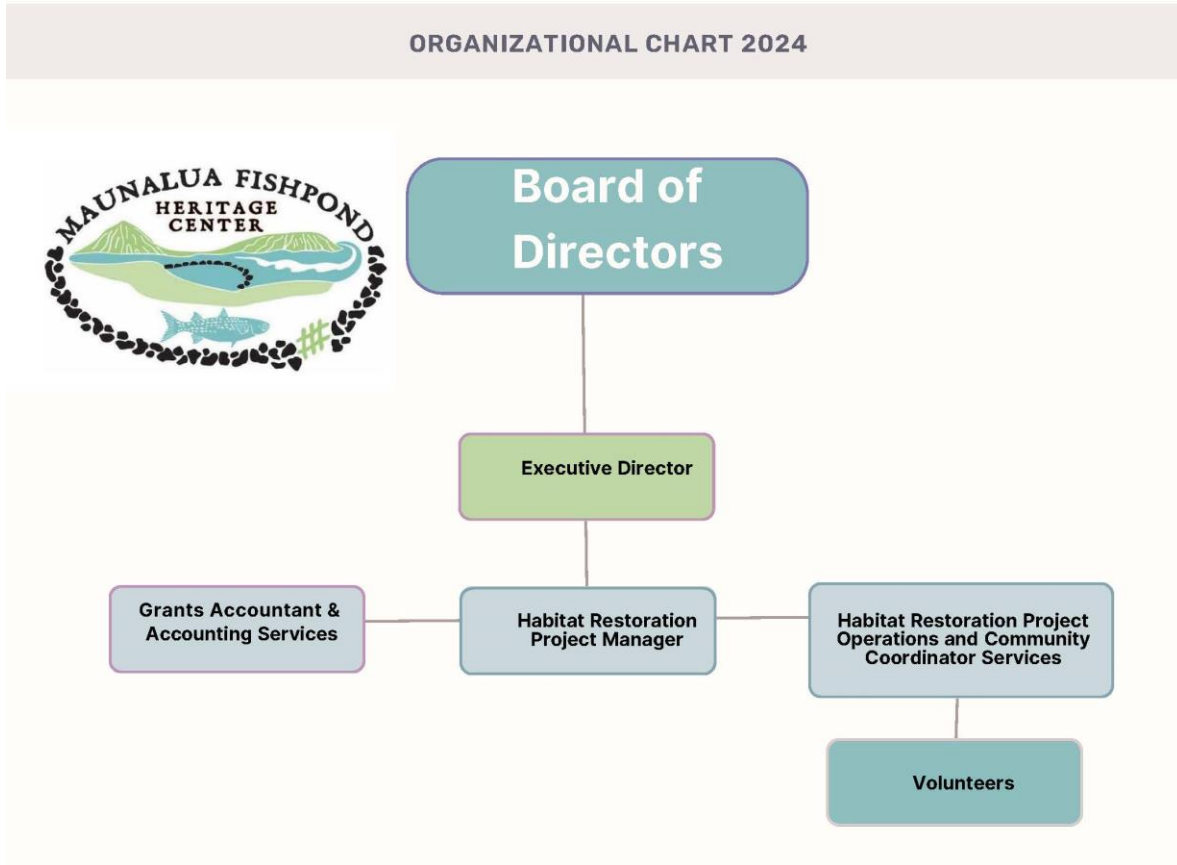 ORGANIZATIONAL CHART 2024
MAUNALUA FISHPOND
HERITAGE
CENTER
Board of
Directors
Executive Director
Grants Accountant &
Accounting Services
Habitat Restoration
Project Manager
Habitat Restoration Project
Operations and Community
Coordinator Services
Volunteers